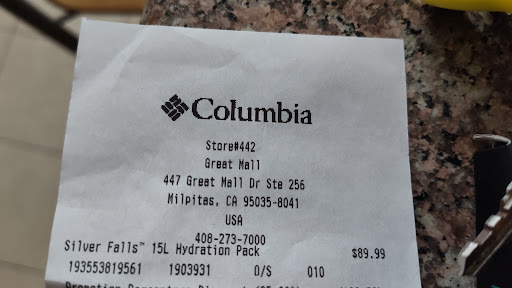 Columbia
Store#442
Great Mall
447 Great Mall Dr Ste 256
Milpitas, CA 95035-8041
USA
408-273-7000
Silver Falls™ 15L Hydration Pack $89.99
193553819561 1903931 O/S 010